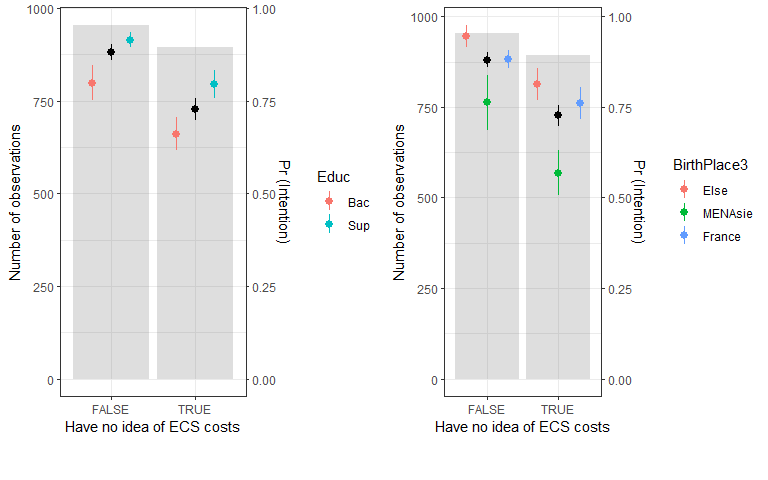 1000
750
500
250
0
Number of observations
1.00
0.75
0.50
0.25
0.00
Pr (Intention)
FALSE
TRUE
Have no idea of ECS costs
Educ
Bac
Sup
1000
750
500
250
0
Number of observations
1.00
0.75
0.50
0.25
0.00
Pr (Intention)
FALSE
TRUE
Have no idea of ECS costs
BirthPlace3
Else
MENAsie
France